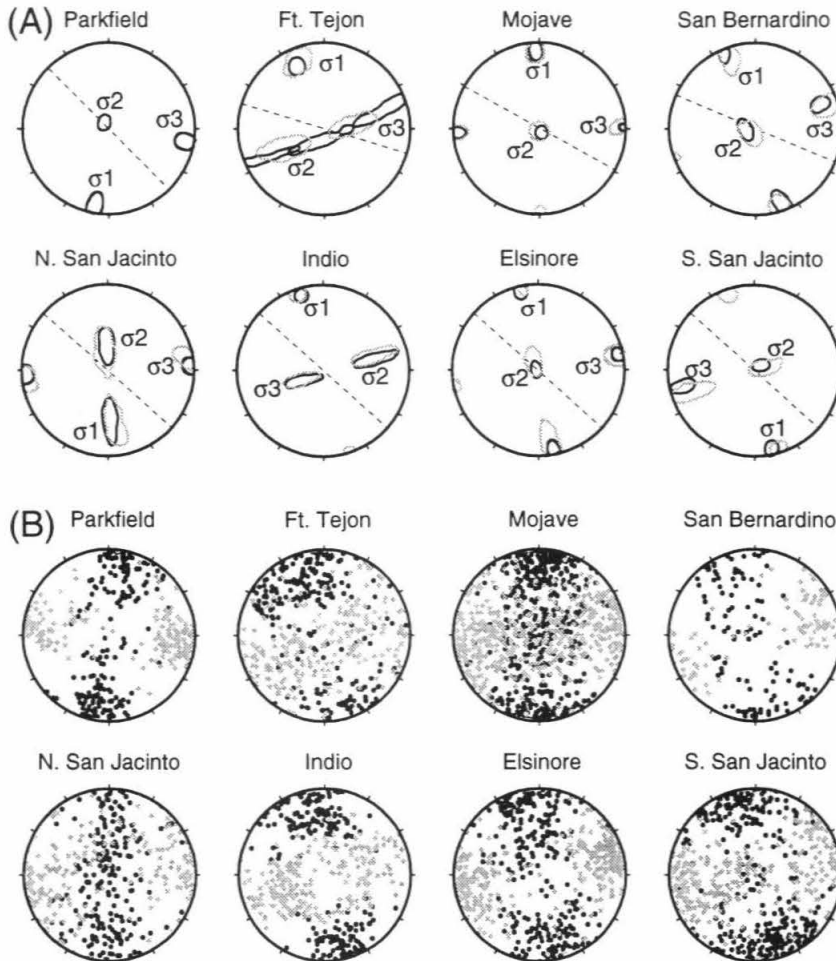 (A) Parkfield Ft. Tejon Mojave San Bernardino
σ1 σ1 σ1
σ2 σ3 σ3 σ3 σ3
σ1 σ2 σ2 σ2
N. San Jacinto Indio Elsinore S. San Jacinto
σ1 σ1
σ2 σ3 σ3 σ2 σ2 σ3 σ3 σ2
σ1 σ1
(B) Parkfield Ft. Tejon Mojave San Bernardino
N. San Jacinto Indio Elsinore S. San Jacinto